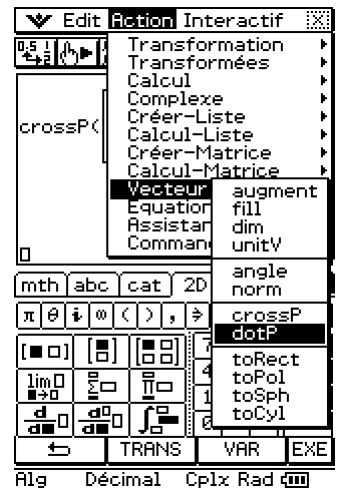 Edit Action Interactif
Transformation
Transformées
Calcul
Complexe
Créer-Liste
Calcul-Liste
Créer-Matrice
Calcul-Matrice
Vecteur
Equation
Assistan
Comman
crossP(
augment
fill
dim
unitV
angle
norm
crossP
dotP
toRect
toPol
toSph
toCyl
mth abc cat 2D
π θ i ∞ ( ) ,
lim
Σ Π
d
TRANS VAR EXE
Alg Décimal Cplx Rad